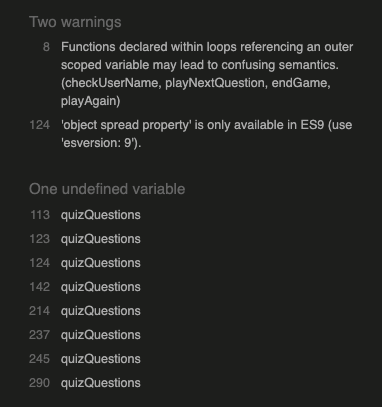 Two warnings
8 Functions declared within loops referencing an outer
scoped variable may lead to confusing semantics.
(checkUserName, playNextQuestion, endGame,
playAgain)
124 'object spread property' is only available in ES9 (use
'esversion: 9').
One undefined variable
113 quizQuestions
123 quizQuestions
124 quizQuestions
142 quizQuestions
214 quizQuestions
237 quizQuestions
245 quizQuestions
290 quizQuestions